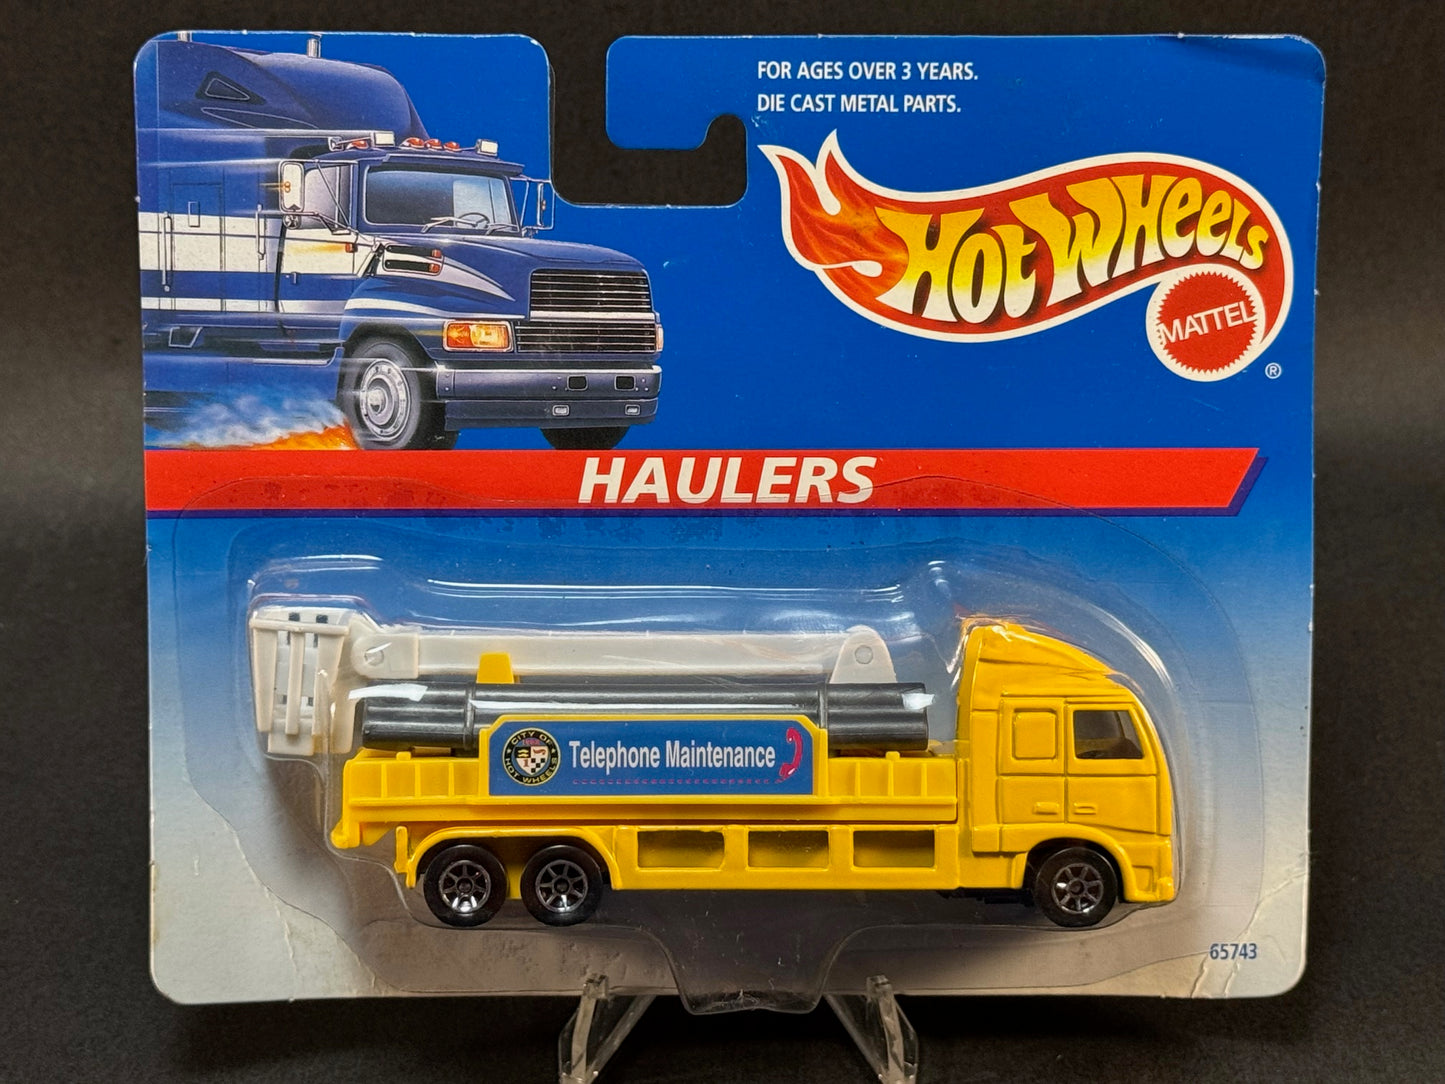 FOR AGES OVER 3 YEARS.
DIE CAST METAL PARTS.
HOT WHEELS
MATTEL
®
HAULERS
CITY OF
HOT WHEELS
Telephone Maintenance
65743